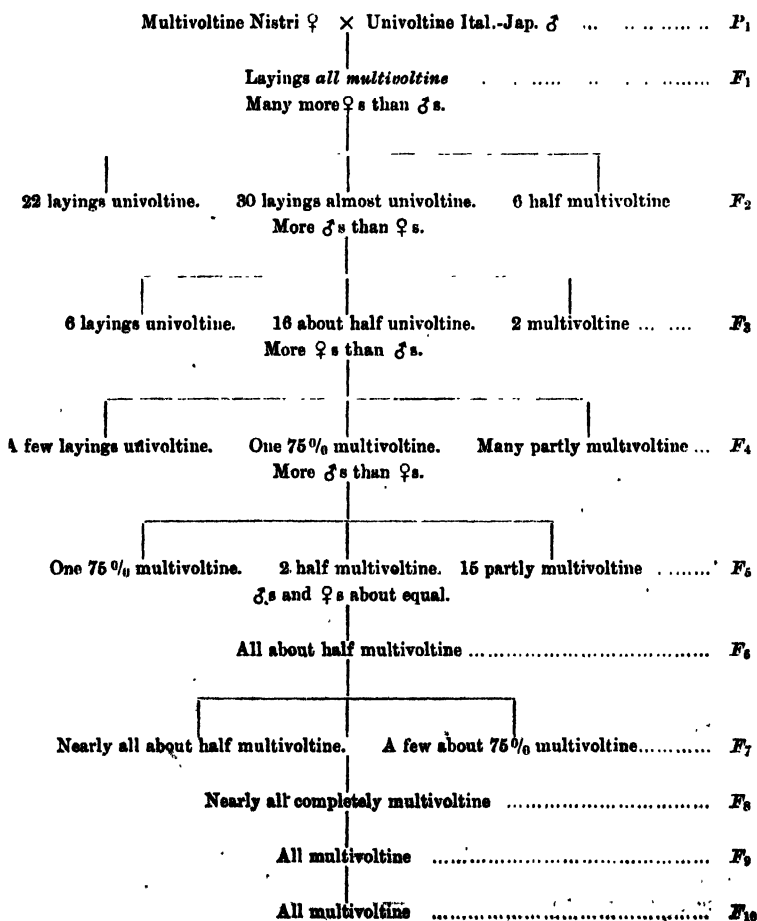 Multivoltine Nistri ♀ × Univoltine Ital.-Jap. ♂ ... .. ..... ..... P₁
Layings all multivoltine . . ..... .. . . ..... ....... F₁
Many more ♀s than ♂s.
22 layings univoltine. 30 layings almost univoltine. 6 half multivoltine F₂
More ♂s than ♀s.
6 layings univoltine. 16 about half univoltine. 2 multivoltine ... .... F₃
More ♀s than ♂s.
A few layings univoltine. One 75% multivoltine. Many partly multivoltine ... F₄
More ♂s than ♀s.
One 75% multivoltine. 2 half multivoltine. 15 partly multivoltine ........ F₅
♂s and ♀s about equal.
All about half multivoltine ....................................... F₆
Nearly all about half multivoltine. A few about 75% multivoltine............ F₇
Nearly all completely multivoltine ................................. F₈
All multivoltine ............................................. F₉
All multivoltine ............................................. F₁₀